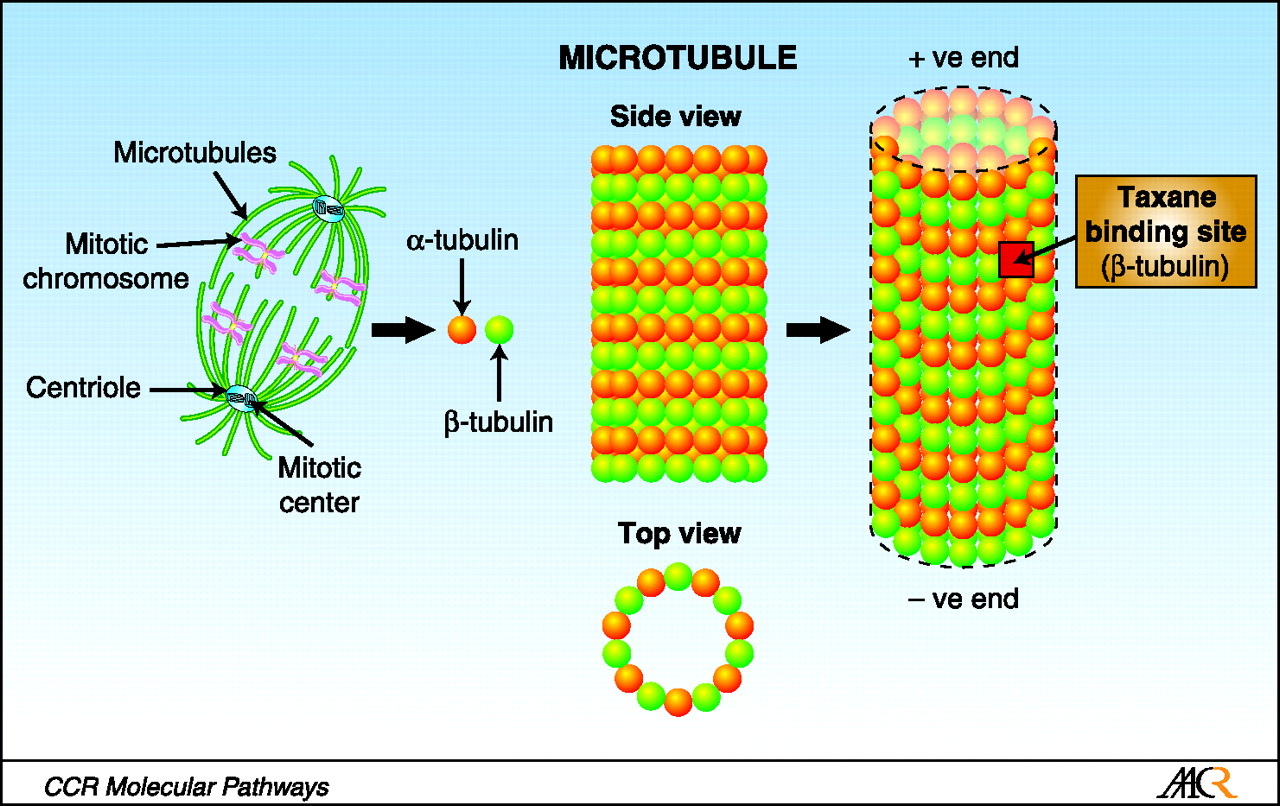 MICROTUBULE
+ ve end
Side view
Microtubules
Taxane
binding site
(β-tubulin)
Mitotic
chromosome
α-tubulin
Centriole
β-tubulin
Mitotic
center
Top view
– ve end
CCR Molecular Pathways
AACR